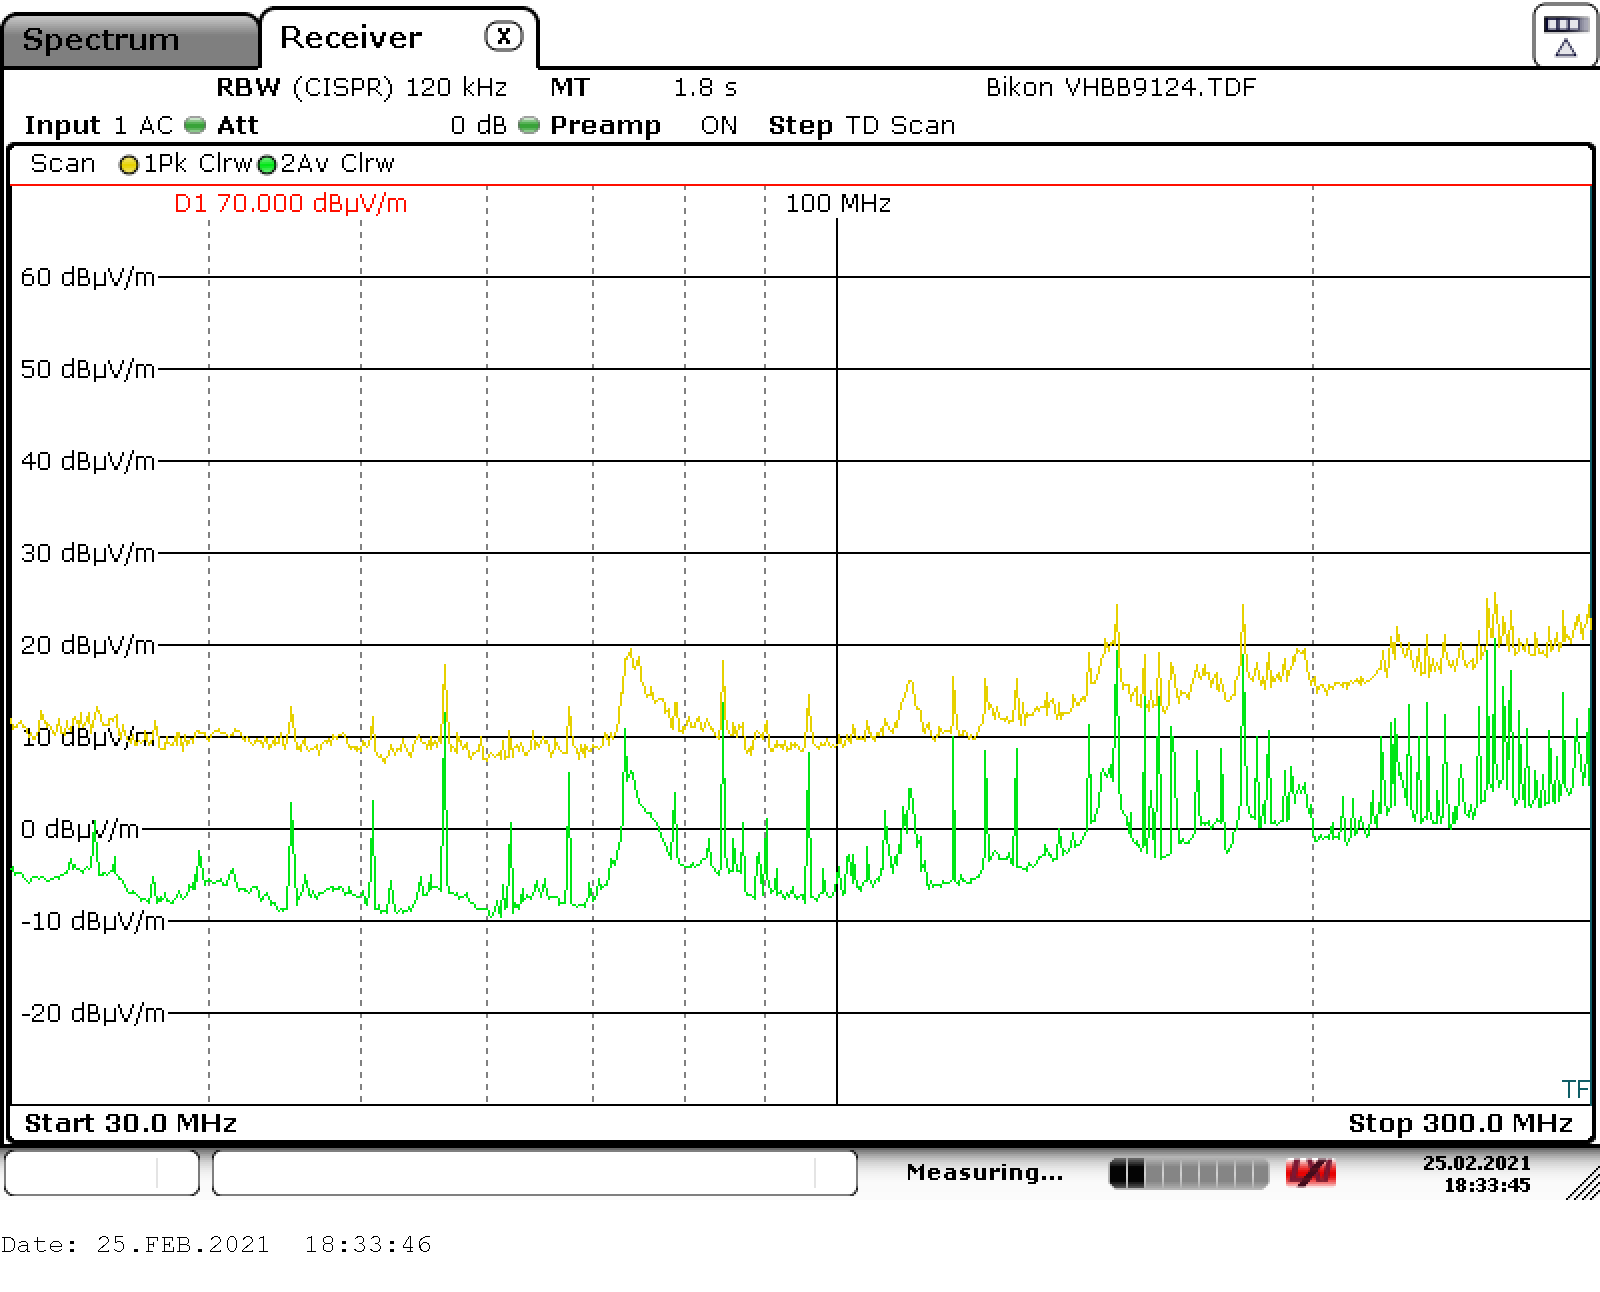 Spectrum
Receiver X
RBW (CISPR) 120 kHz MT 1.8 s Bikon VHBB9124.TDF
Input 1 AC Att 0 dB Preamp ON Step TD Scan
Scan 1Pk Clrw 2Av Clrw
D1 70.000 dBµV/m 100 MHz
60 dBµV/m
50 dBµV/m
40 dBµV/m
30 dBµV/m
20 dBµV/m
10 dBµV/m
0 dBµV/m
-10 dBµV/m
-20 dBµV/m
TF
Start 30.0 MHz Stop 300.0 MHz
Measuring... LXI 25.02.2021
18:33:45
Date: 25.FEB.2021 18:33:46